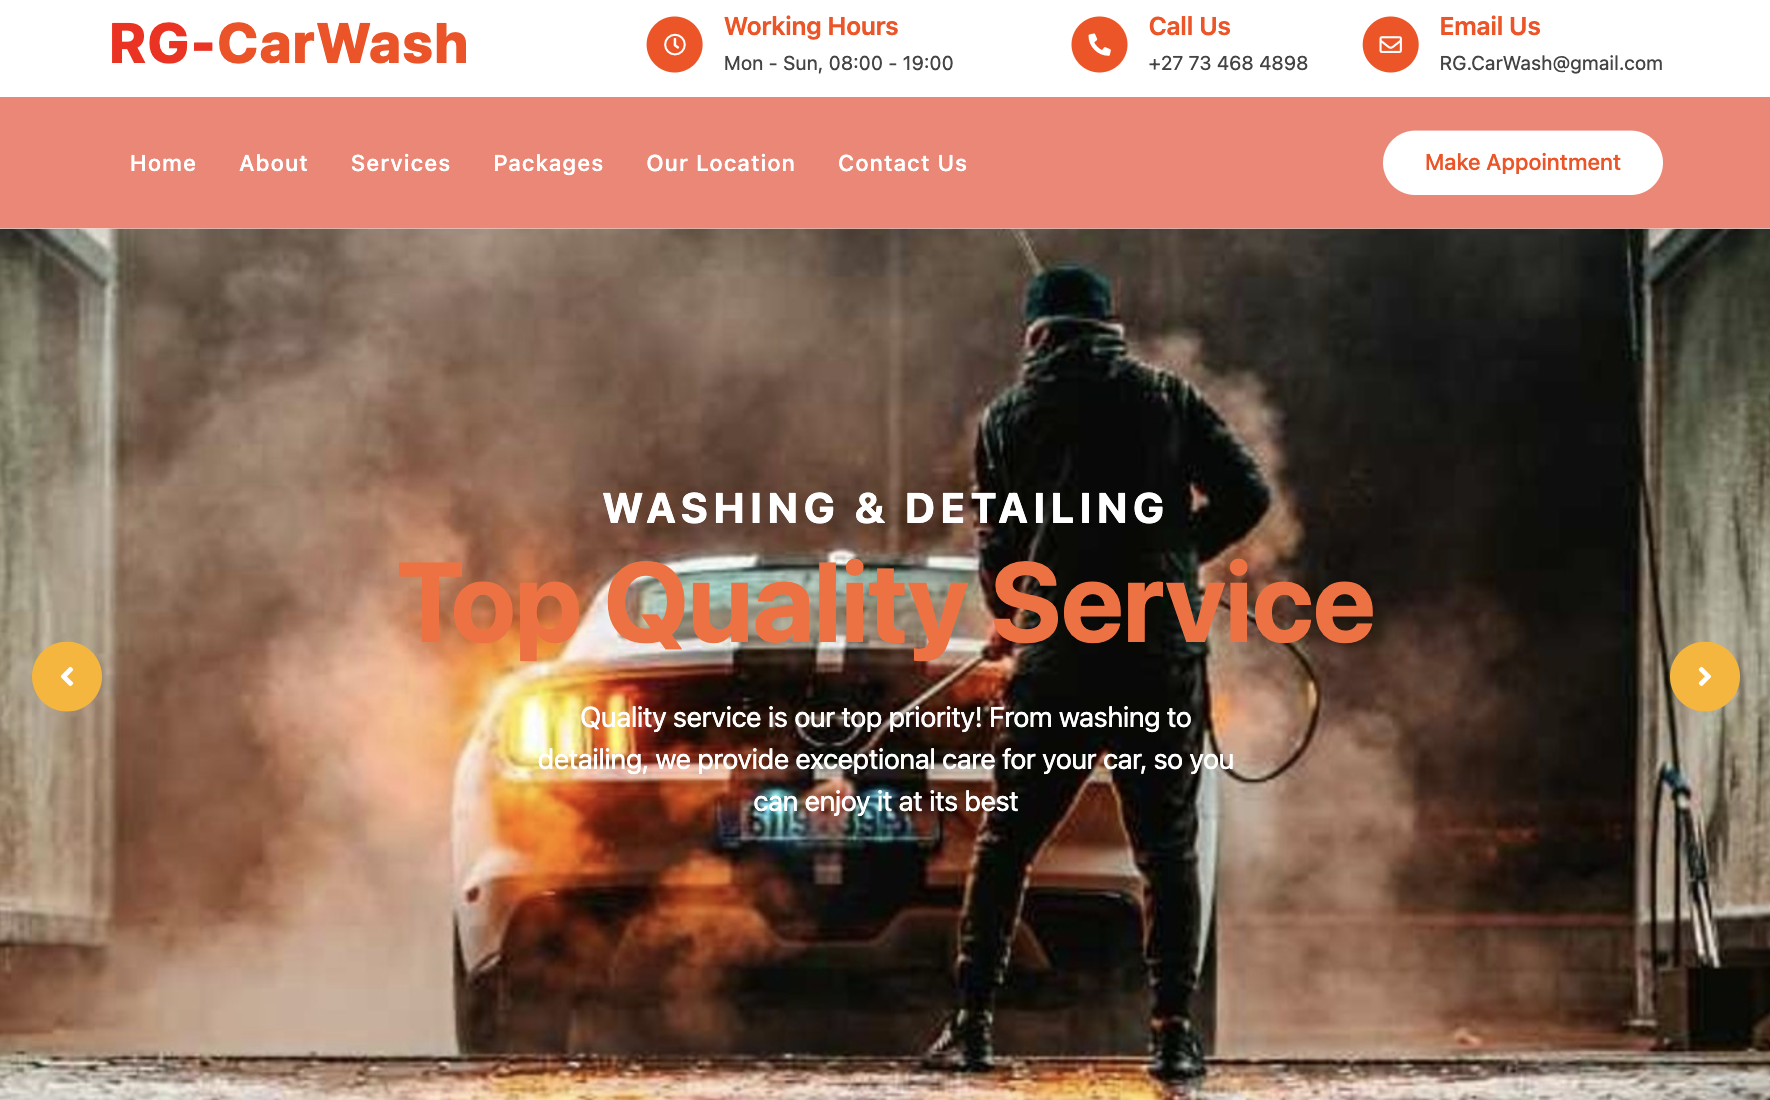 RG-CarWash
Working Hours
Mon - Sun, 08:00 - 19:00
Call Us
+27 73 468 4898
Email Us
RG.CarWash@gmail.com
Home
About
Services
Packages
Our Location
Contact Us
Make Appointment
WASHING & DETAILING
Top Quality Service
Quality service is our top priority! From washing to
detailing, we provide exceptional care for your car, so you
can enjoy it at its best